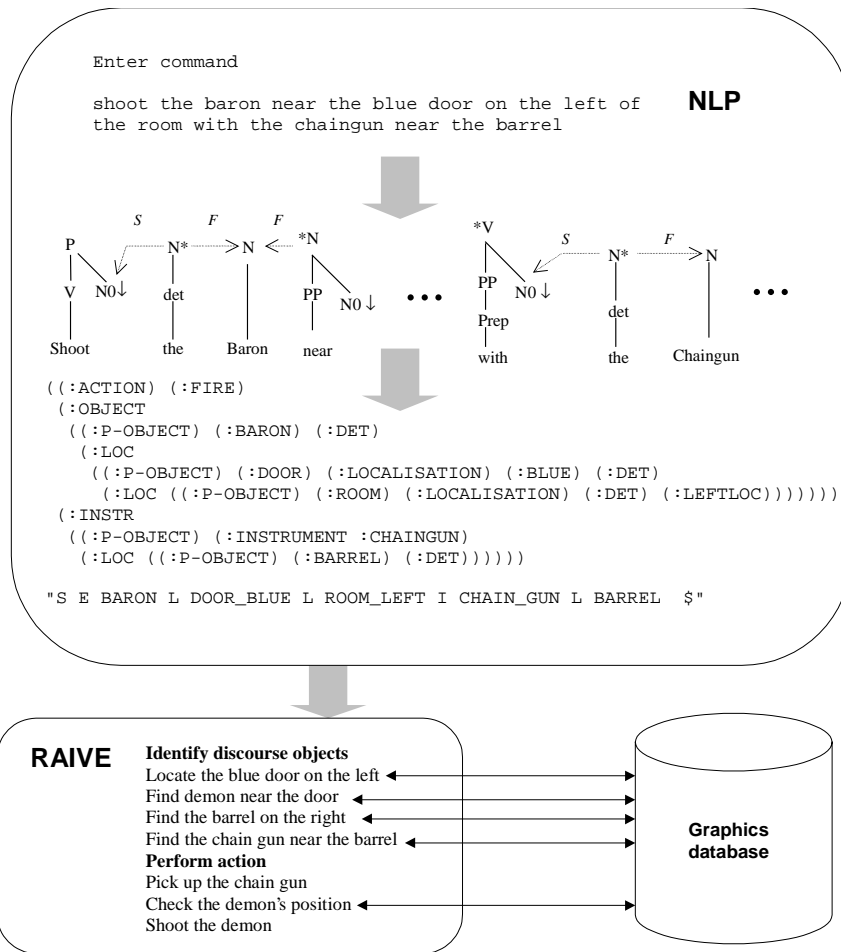 Enter command
shoot the baron near the blue door on the left of
the room with the chaingun near the barrel
NLP
S F F S F
P N* N *N *V N* N
V N0↓ det PP N0↓ ••• PP N0↓ det •••
Prep
Shoot the Baron near with the Chaingun
((:ACTION) (:FIRE)
(:OBJECT
((:P-OBJECT) (:BARON) (:DET)
(:LOC
((:P-OBJECT) (:DOOR) (:LOCALISATION) (:BLUE) (:DET)
(:LOC ((:P-OBJECT) (:ROOM) (:LOCALISATION) (:DET) (:LEFTLOC)))))))
(:INSTR
((:P-OBJECT) (:INSTRUMENT :CHAINGUN)
(:LOC ((:P-OBJECT) (:BARREL) (:DET))))))
"S E BARON L DOOR_BLUE L ROOM_LEFT I CHAIN_GUN L BARREL $"
RAIVE
Identify discourse objects
Locate the blue door on the left
Find demon near the door
Find the barrel on the right
Find the chain gun near the barrel
Perform action
Pick up the chain gun
Check the demon's position
Shoot the demon
Graphics
database